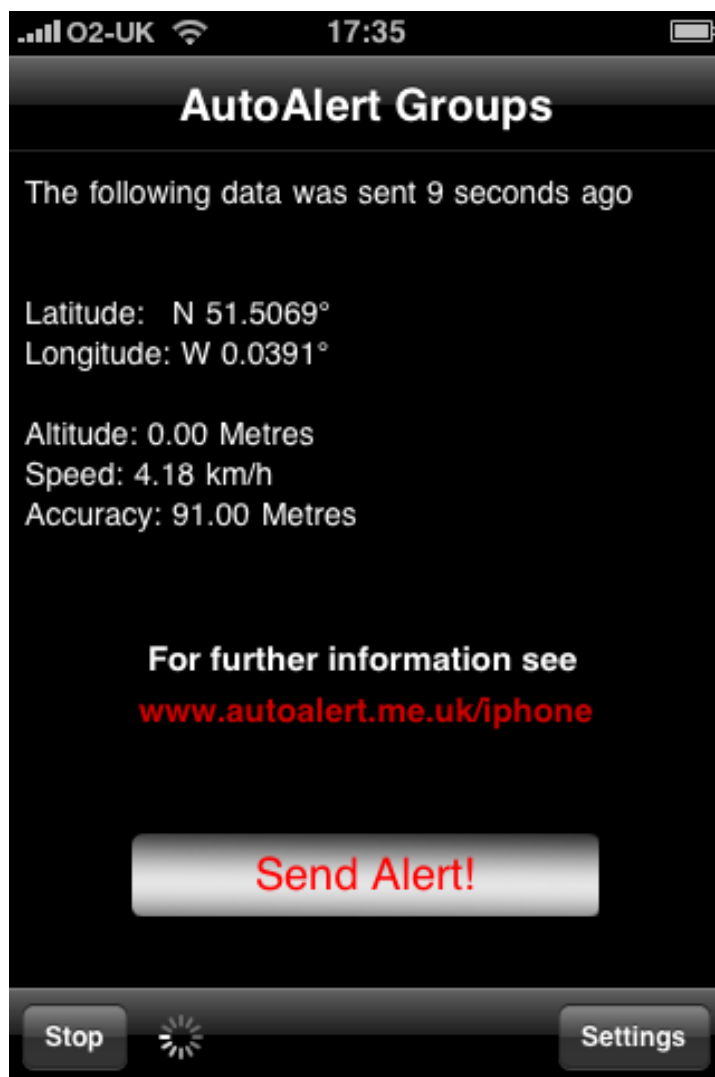 O2-UK 17:35
AutoAlert Groups
The following data was sent 9 seconds ago
Latitude: N 51.5069°
Longitude: W 0.0391°
Altitude: 0.00 Metres
Speed: 4.18 km/h
Accuracy: 91.00 Metres
For further information see
www.autoalert.me.uk/iphone
Send Alert!
Stop Settings